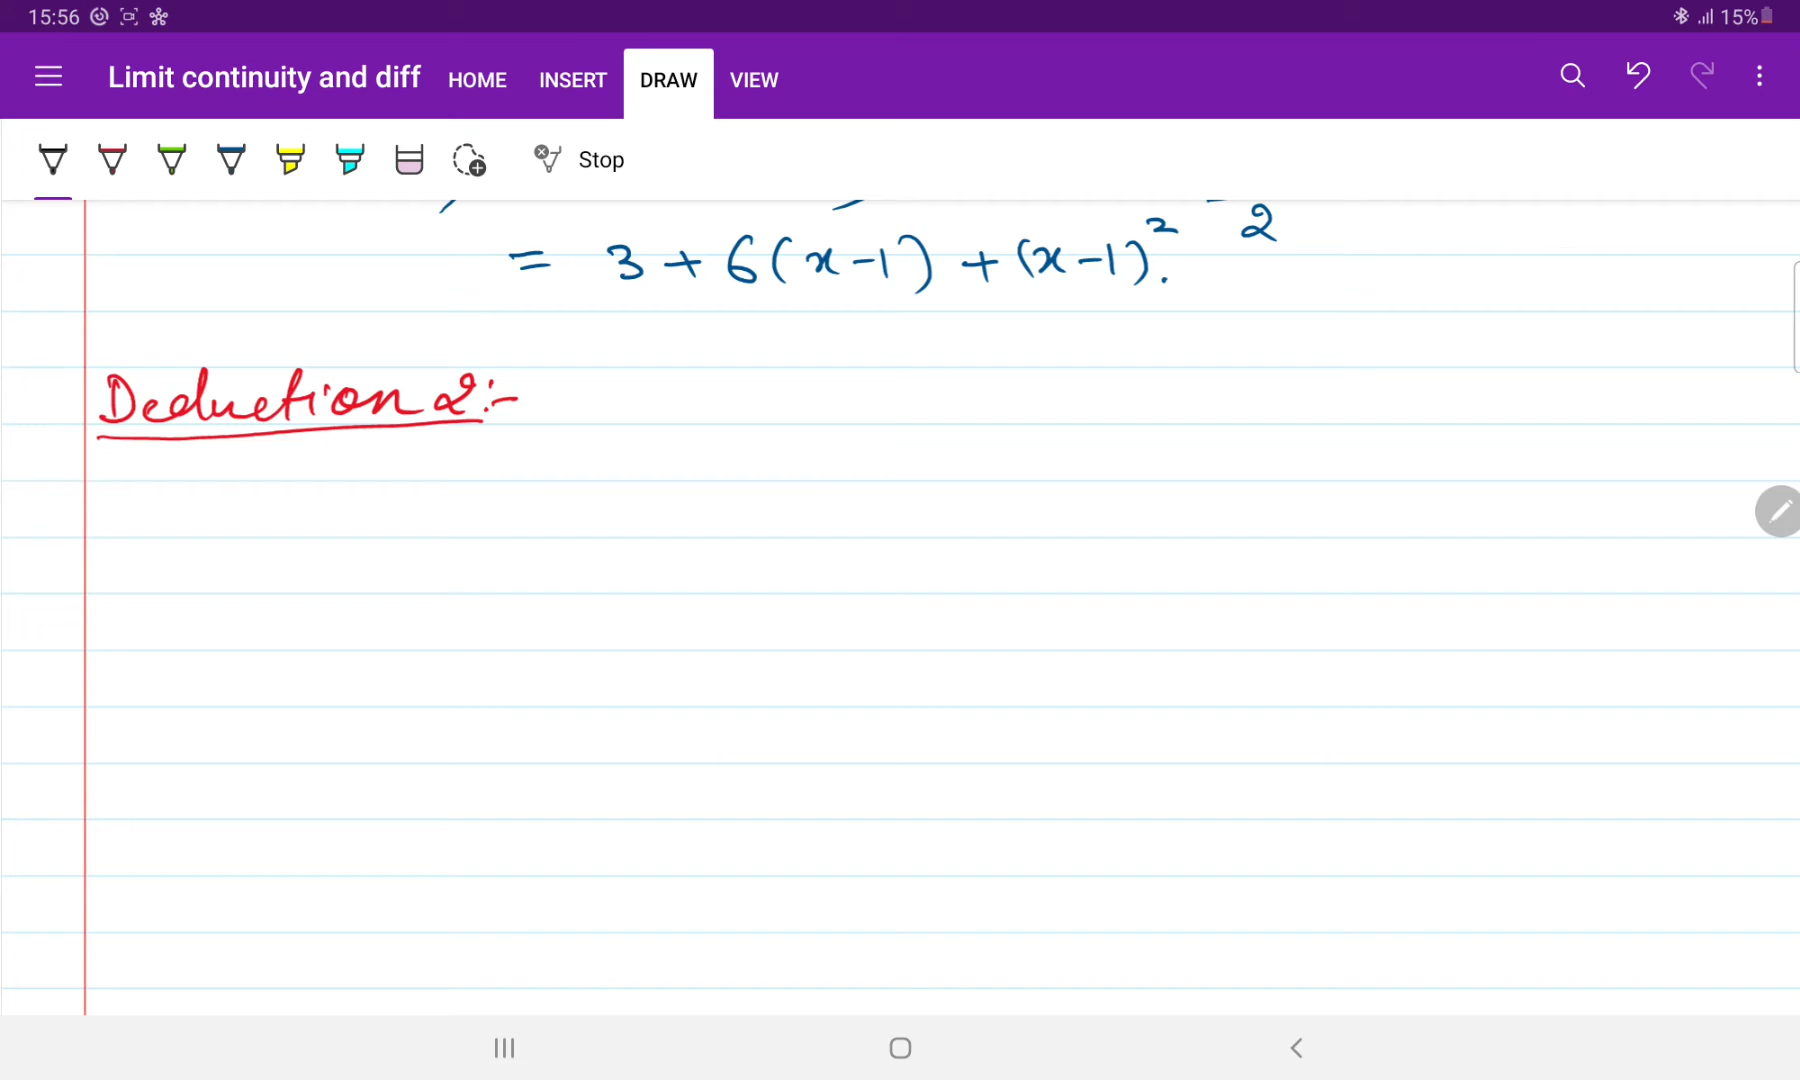 15:56 15%
Limit continuity and diff HOME INSERT DRAW VIEW
Stop
2
= 3 + 6(x-1) + (x-1)².
Deduction 2:-